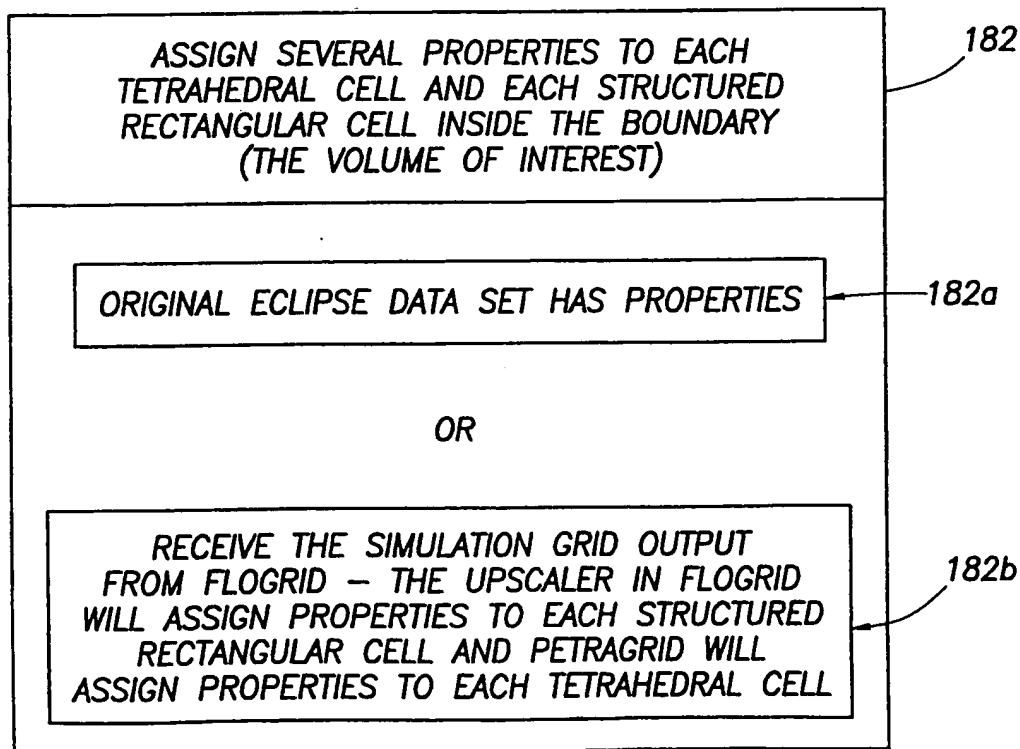 ASSIGN SEVERAL PROPERTIES TO EACH
TETRAHEDRAL CELL AND EACH STRUCTURED
RECTANGULAR CELL INSIDE THE BOUNDARY
(THE VOLUME OF INTEREST)
182
ORIGINAL ECLIPSE DATA SET HAS PROPERTIES
182a
OR
RECEIVE THE SIMULATION GRID OUTPUT
FROM FLOGRID – THE UPSCALER IN FLOGRID
WILL ASSIGN PROPERTIES TO EACH STRUCTURED
RECTANGULAR CELL AND PETRAGRID WILL
ASSIGN PROPERTIES TO EACH TETRAHEDRAL CELL
182b